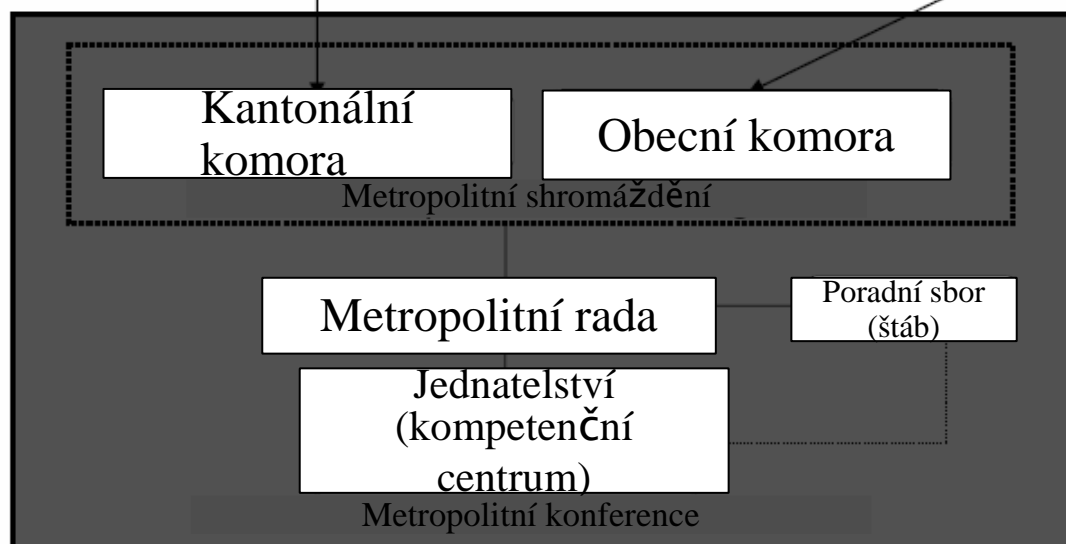 Kantonální
komora
Obecní komora
Metropolitní shromáždění
Metropolitní rada
Poradní sbor
(štáb)
Jednatelství
(kompetenční
centrum)
Metropolitní konference